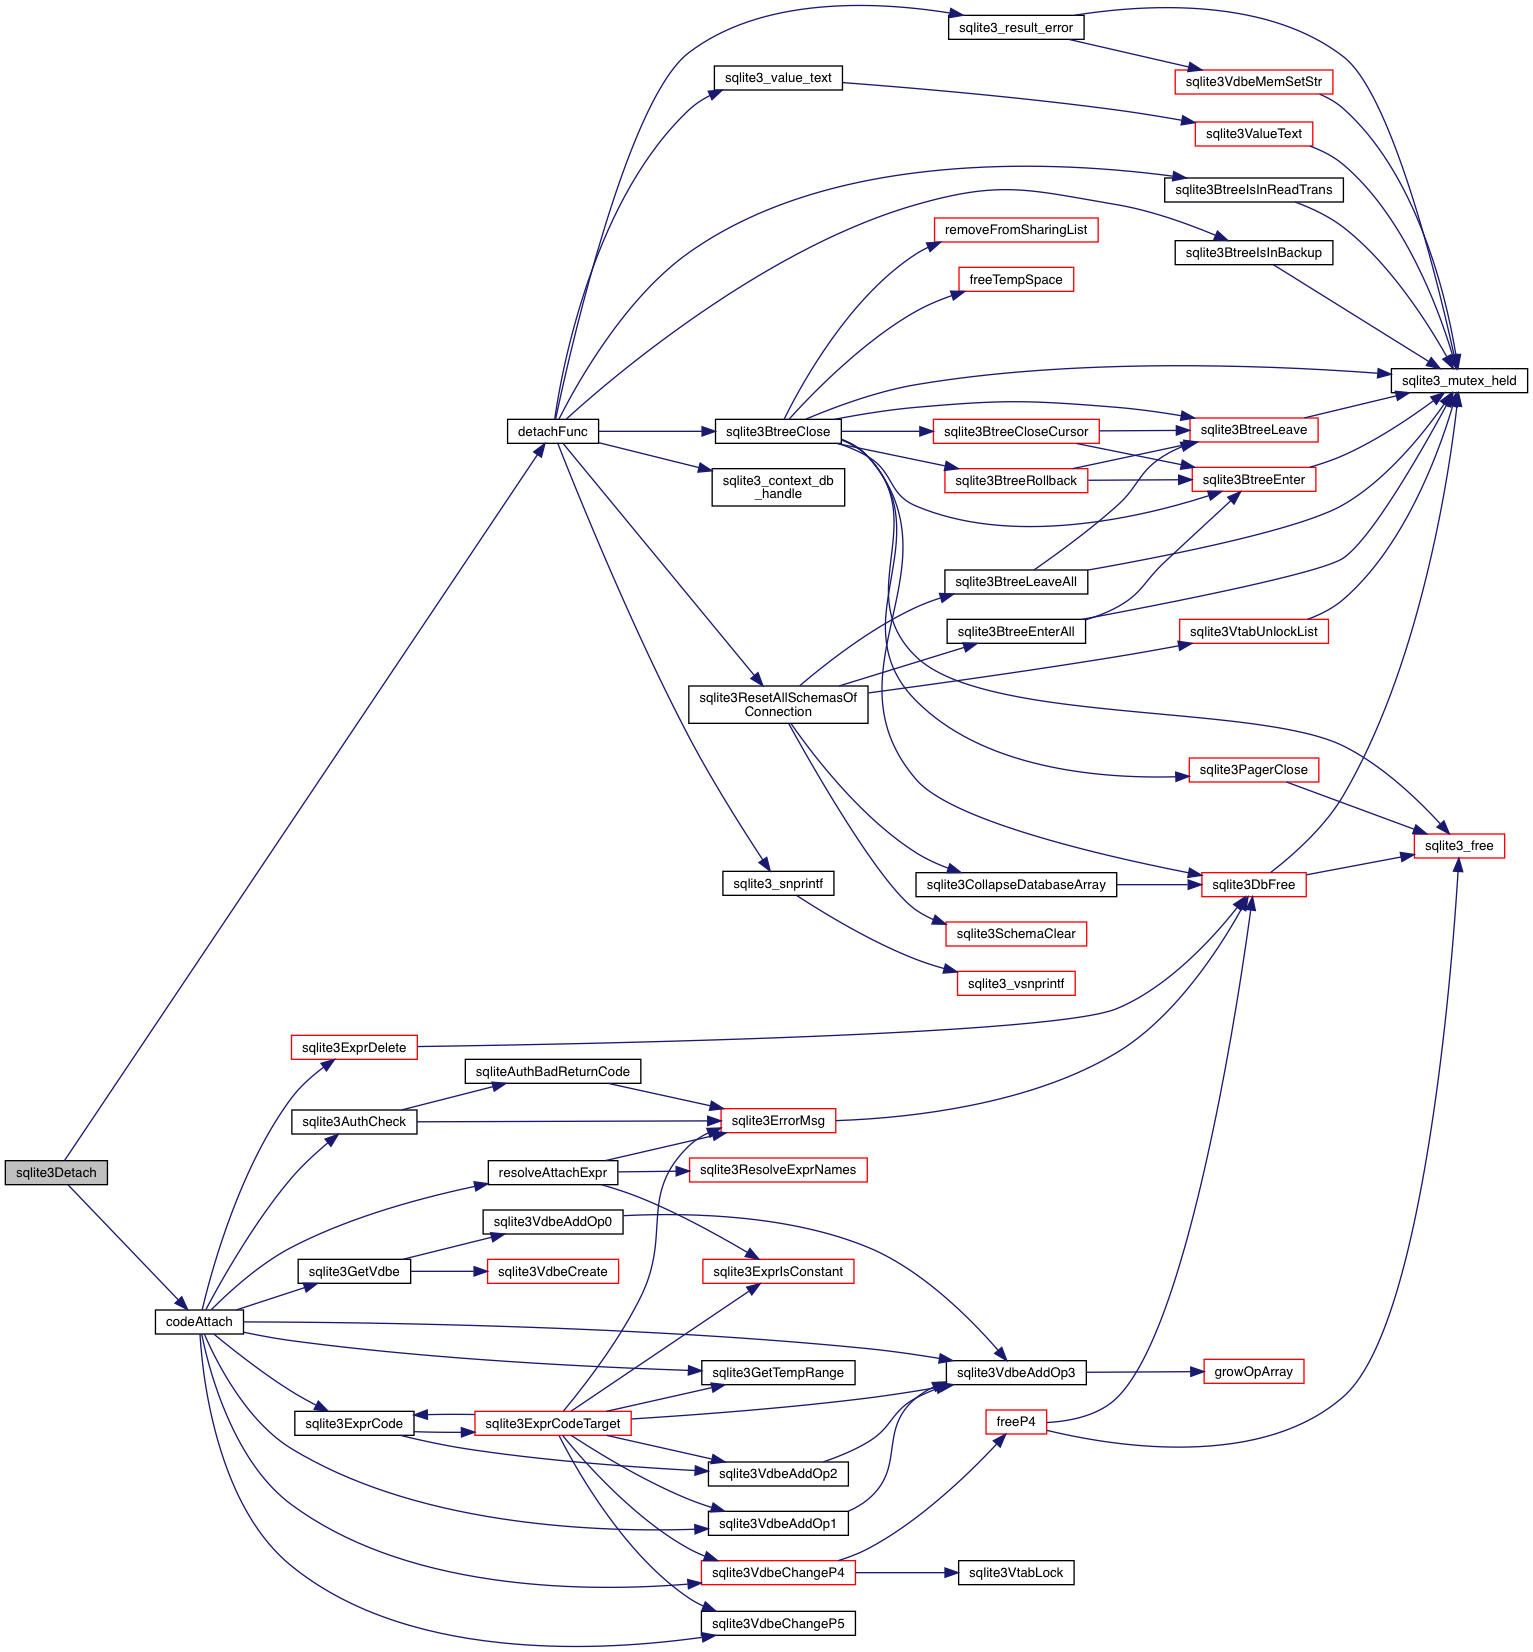 sqlite3_result_error
sqlite3_value_text
sqlite3VdbeMemSetStr
sqlite3ValueText
sqlite3BtreeIsInReadTrans
removeFromSharingList
sqlite3BtreeIsInBackup
freeTempSpace
sqlite3_mutex_held
detachFunc
sqlite3BtreeClose
sqlite3BtreeCloseCursor
sqlite3BtreeLeave
sqlite3_context_db
_handle
sqlite3BtreeRollback
sqlite3BtreeEnter
sqlite3BtreeLeaveAll
sqlite3BtreeEnterAll
sqlite3VtabUnlockList
sqlite3ResetAllSchemasOf
Connection
sqlite3PagerClose
sqlite3_free
sqlite3_snprintf
sqlite3CollapseDatabaseArray
sqlite3DbFree
sqlite3SchemaClear
sqlite3_vsnprintf
sqlite3ExprDelete
sqliteAuthBadReturnCode
sqlite3AuthCheck
sqlite3ErrorMsg
sqlite3Detach
resolveAttachExpr
sqlite3ResolveExprNames
sqlite3VdbeAddOp0
sqlite3GetVdbe
sqlite3VdbeCreate
sqlite3ExprIsConstant
codeAttach
sqlite3GetTempRange
sqlite3VdbeAddOp3
growOpArray
sqlite3ExprCode
sqlite3ExprCodeTarget
freeP4
sqlite3VdbeAddOp2
sqlite3VdbeAddOp1
sqlite3VdbeChangeP4
sqlite3VtabLock
sqlite3VdbeChangeP5